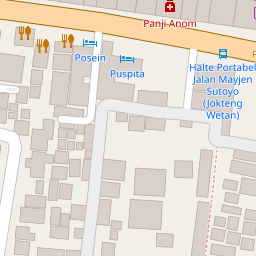 Panji-Anom
Posein
Puspita
Halte Portabel
Jalan Mayjen
Sutoyo
(Jokteng
Wetan)